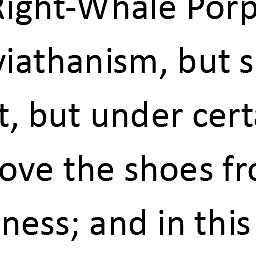 Right-Whale Porp
viathanism, but s
t, but under certa
ove the shoes fro
ness; and in this